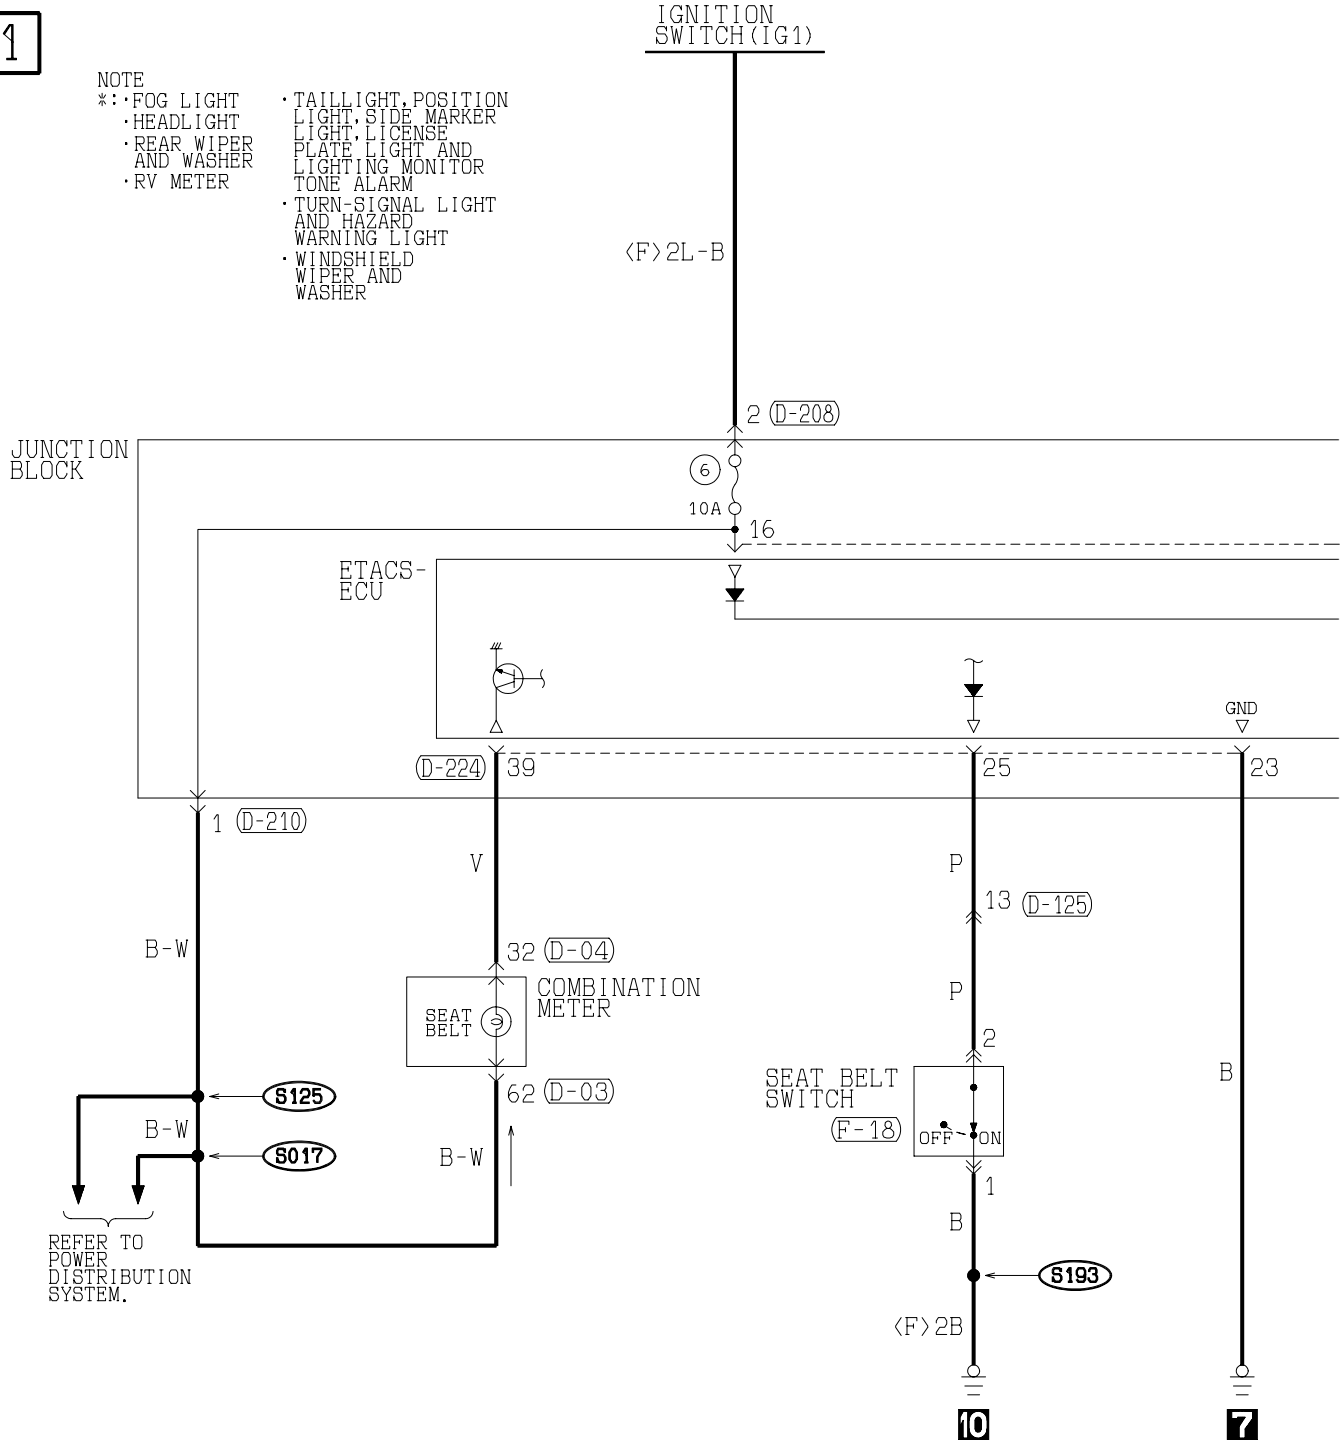 1
IGNITION
SWITCH(IG1)
NOTE
*:·FOG LIGHT
·HEADLIGHT
·REAR WIPER
AND WASHER
·RV METER
·TAILLIGHT,POSITION
LIGHT,SIDE MARKER
LIGHT,LICENSE
PLATE LIGHT AND
LIGHTING MONITOR
TONE ALARM
·TURN-SIGNAL LIGHT
AND HAZARD
WARNING LIGHT
·WINDSHIELD
WIPER AND
WASHER
<F>2L-B
2 (D-208)
JUNCTION
BLOCK
6
10A
16
ETACS-
ECU
GND
(D-224) 39
25
23
1 (D-210)
V
P
13 (D-125)
B-W
32 (D-04)
COMBINATION
METER
SEAT
BELT
P
2
SEAT BELT
SWITCH
(F-18)
OFF
ON
B
62 (D-03)
S125
B-W
S017
B-W
1
B
REFER TO
POWER
DISTRIBUTION
SYSTEM.
S193
<F>2B
10
7